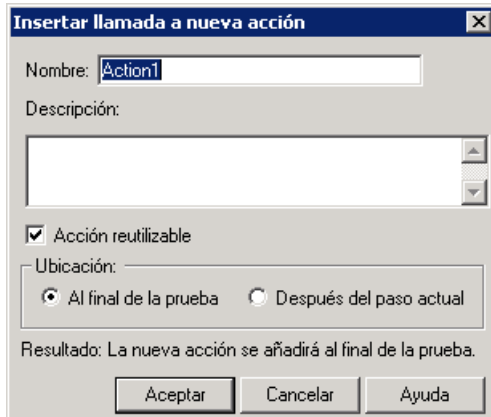 Insertar llamada a nueva acción
Nombre: Action1
Descripción:
Acción reutilizable
Ubicación:
Al final de la prueba Después del paso actual
Resultado: La nueva acción se añadirá al final de la prueba.
Aceptar Cancelar Ayuda